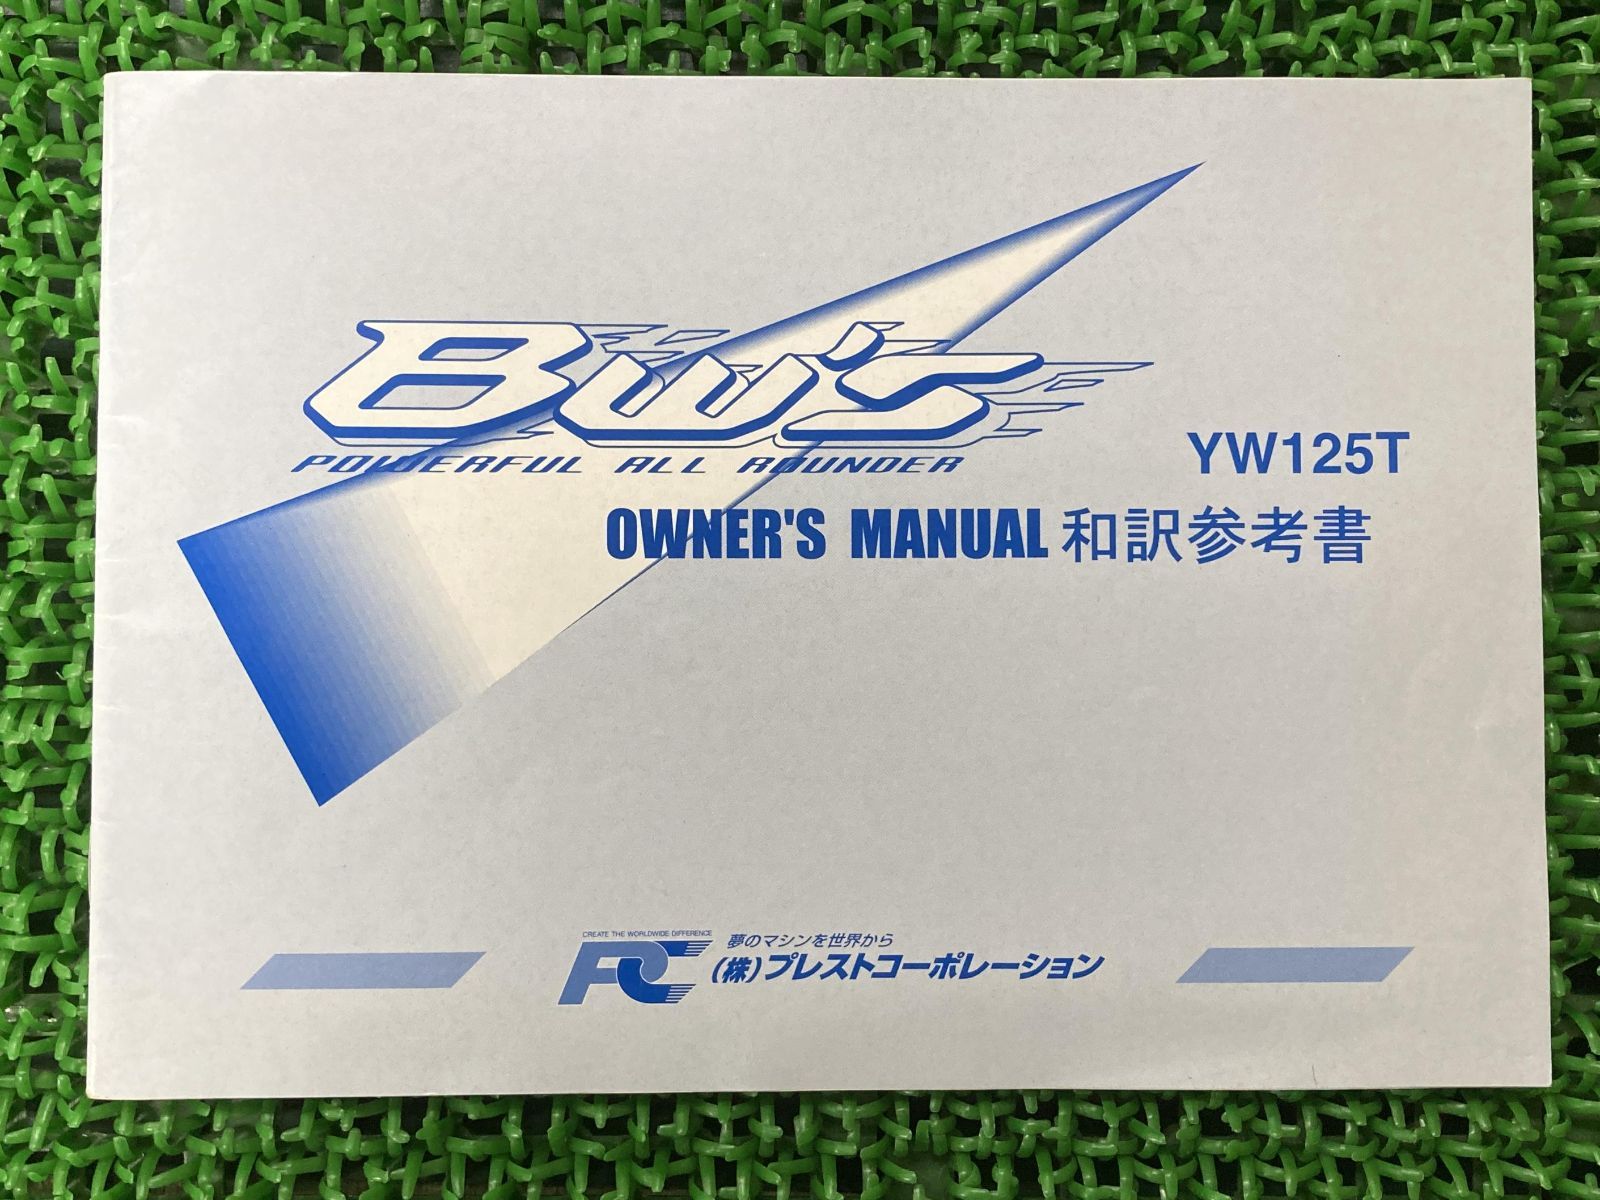 Bw's
POWERFUL ALL ROUNDER
YW125T
OWNER'S MANUAL 和訳参考書
CREATE THE WORLDWIDE DIFFERENCE
PC
夢のマシンを世界から
(株)プレストコーポレーション